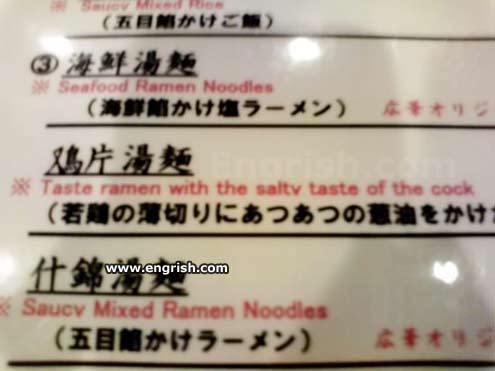 ※ Saucy Mixed Rice
(五目餡かけご飯)
③ 海鮮湯麺
※ Seafood Ramen Noodles
(海鮮餡かけ塩ラーメン) 広華オリジ
鶏片湯麺
※ Taste ramen with the salty taste of the cock
(若鶏の薄切りにあつあつの葱油をかけ
什錦湯麺
www.engrish.com
※ Saucy Mixed Ramen Noodles
(五目餡かけラーメン) 広華オリジ